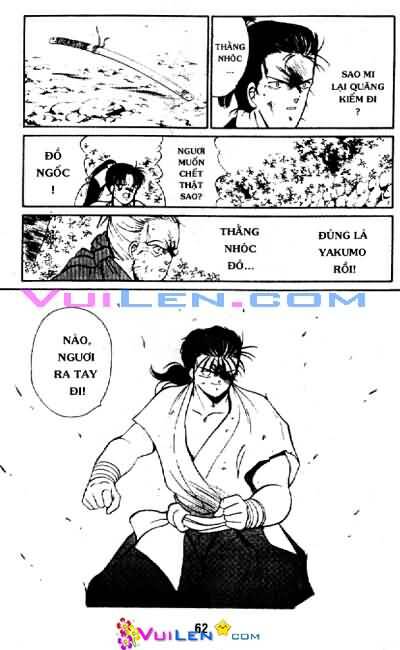 THẰNG
NHÓC
...
SAO MI
LẠI QUĂNG
KIẾM ĐI
?
ĐỒ
NGỐC
!
NGƯƠI
MUỐN
CHẾT
THẬT
SAO?
THẰNG
NHÓC
ĐÓ...
ĐÚNG LÀ
YAKUMO
RỒI!
VuiLen.com
NÀO,
NGƯƠI
RA TAY
ĐI!
62
VuiLen.com